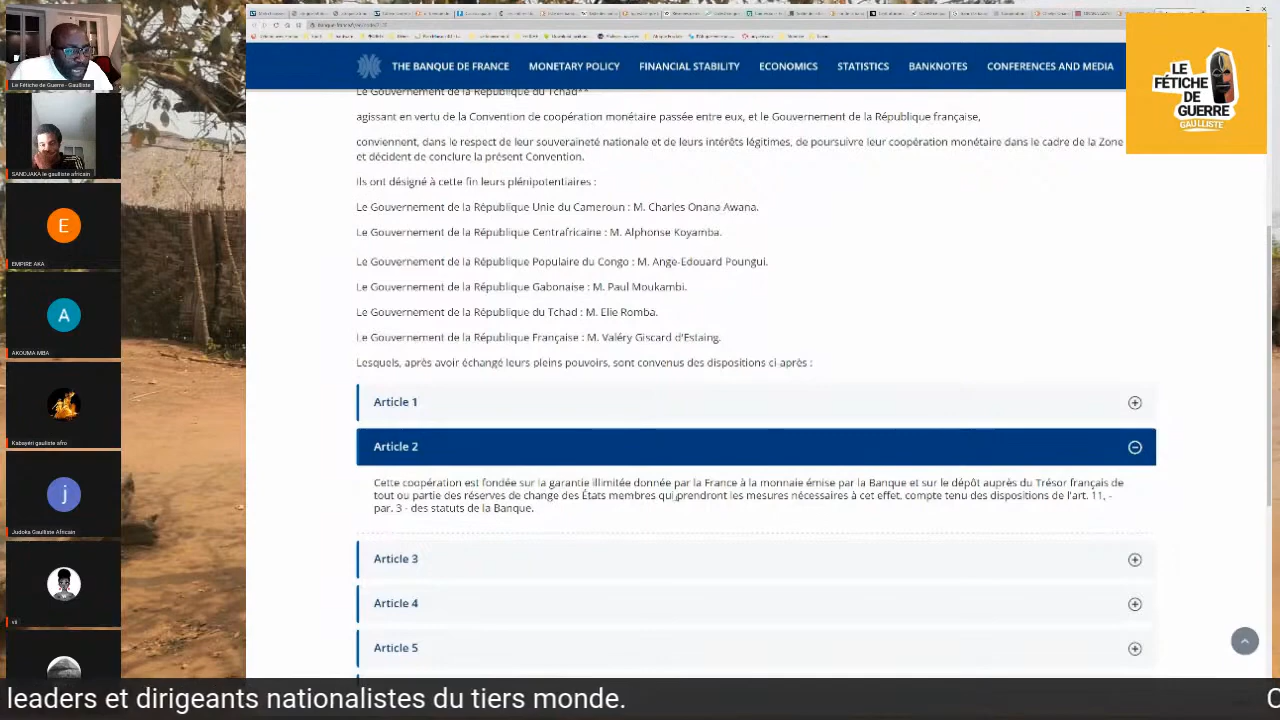 THE BANQUE DE FRANCE
MONETARY POLICY
FINANCIAL STABILITY
ECONOMICS
STATISTICS
BANKNOTES
CONFERENCES AND MEDIA
LE
FÉTICHE
DE
GUERRE
GAULLISTE
Le Gouvernement de la République du Tchad**
agissant en vertu de la Convention de coopération monétaire passée entre eux, et le Gouvernement de la République française,
conviennent, dans le respect de leur souveraineté nationale et de leurs intérêts légitimes, de poursuivre leur coopération monétaire dans le cadre de la Zone
et décident de conclure la présent Convention.
Ils ont désigné à cette fin leurs plénipotentiaires :
Le Gouvernement de la République Unie du Cameroun : M. Charles Onana Awana.
Le Gouvernement de la République Centrafricaine : M. Alphonse Koyamba.
Le Gouvernement de la République Populaire du Congo : M. Ange-Edouard Poungui.
Le Gouvernement de la République Gabonaise : M. Paul Moukambi.
Le Gouvernement de la République du Tchad : M. Elie Romba.
Le Gouvernement de la République Française : M. Valéry Giscard d'Estaing.
Lesquels, après avoir échangé leurs pleins pouvoirs, sont convenus des dispositions ci après :
Article 1
Article 2
Cette coopération est fondée sur la garantie illimitée donnée par la France à la monnaie émise par la Banque et sur le dépôt auprès du Trésor français de
tout ou partie des réserves de change des États membres qui prendront les mesures nécessaires à cet effet, compte tenu des dispositions de l'art. 11, -
par. 3 - des statuts de la Banque.
Article 3
Article 4
Article 5
Le Fétiche de Guerre - Gaulliste
SANDJAKA le gaulliste africain
E
EMPIRE AKA
A
AKOUMA MBA
Kabayéri gauliste afro
j
Judoka Gaulliste Africain
vli
leaders et dirigeants nationalistes du tiers monde.